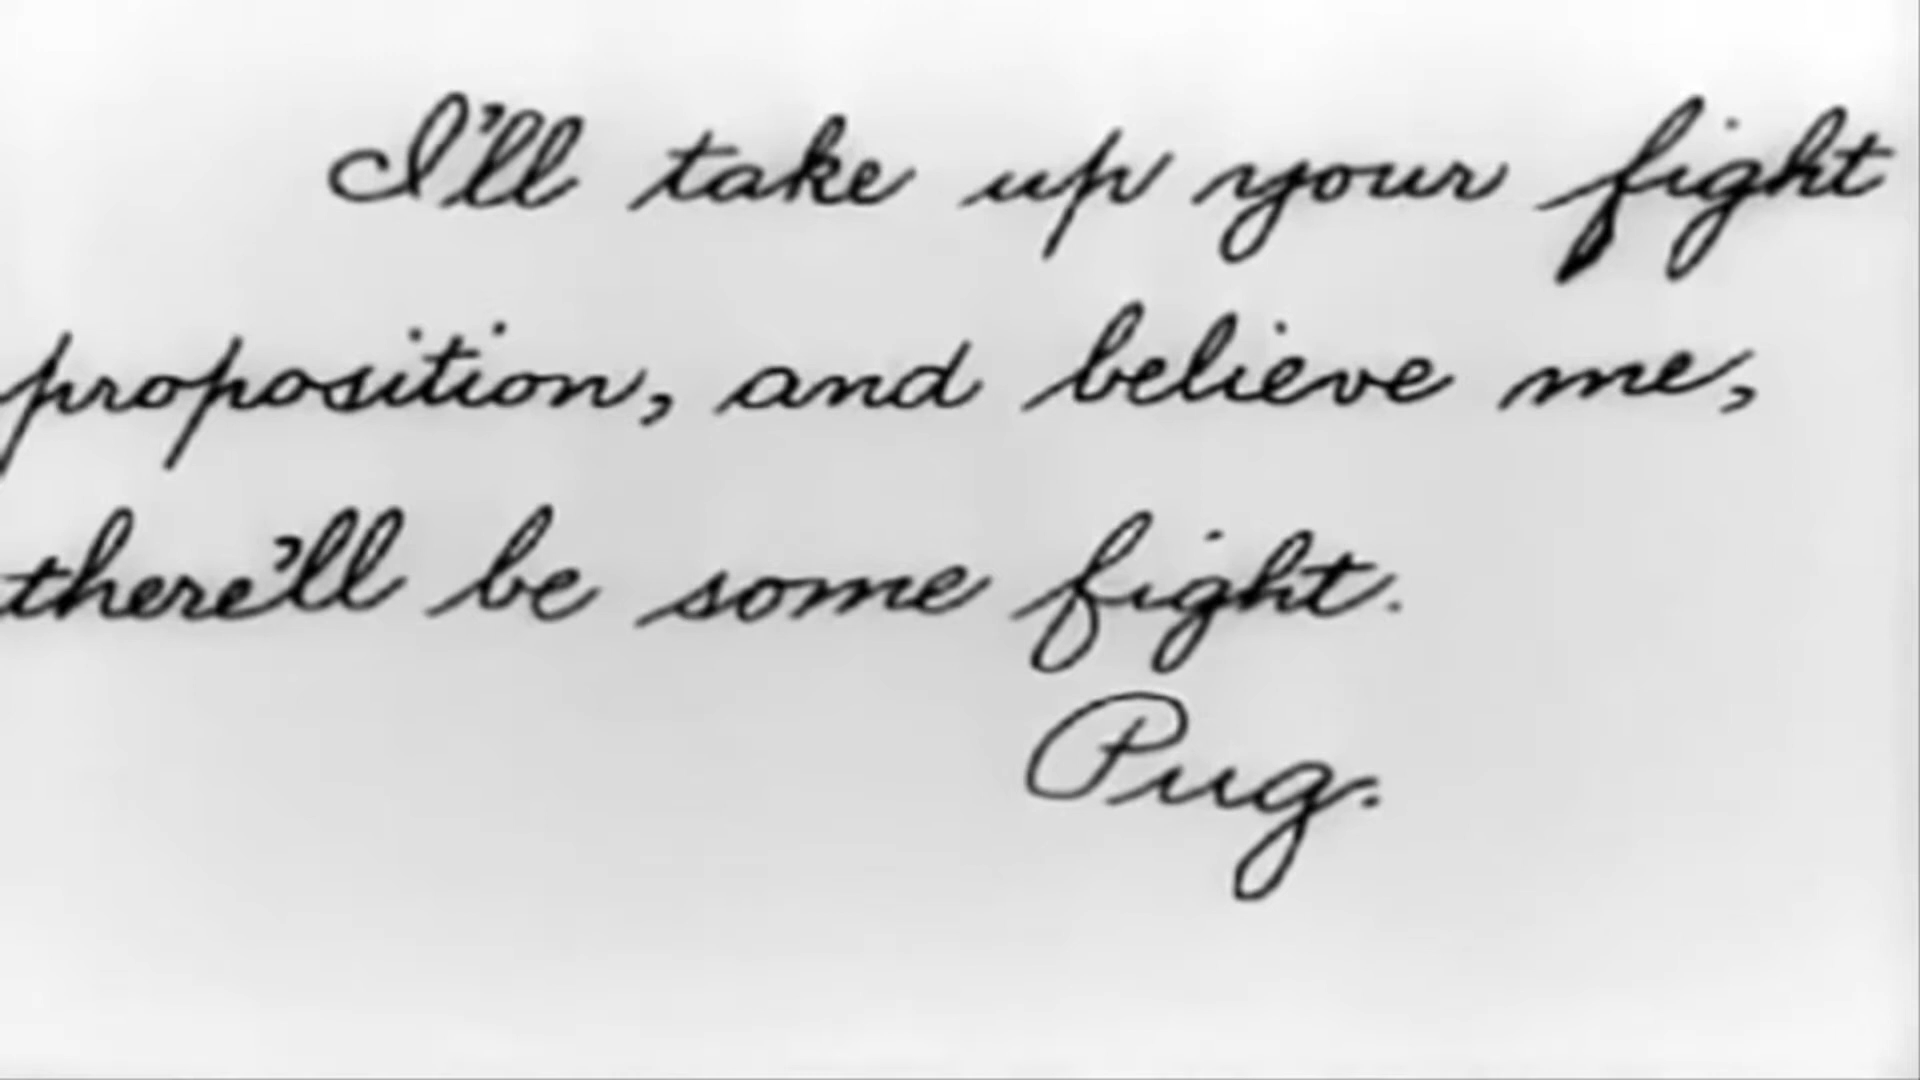 I'll take up your fight
proposition, and believe me,
there'll be some fight.
Pug.